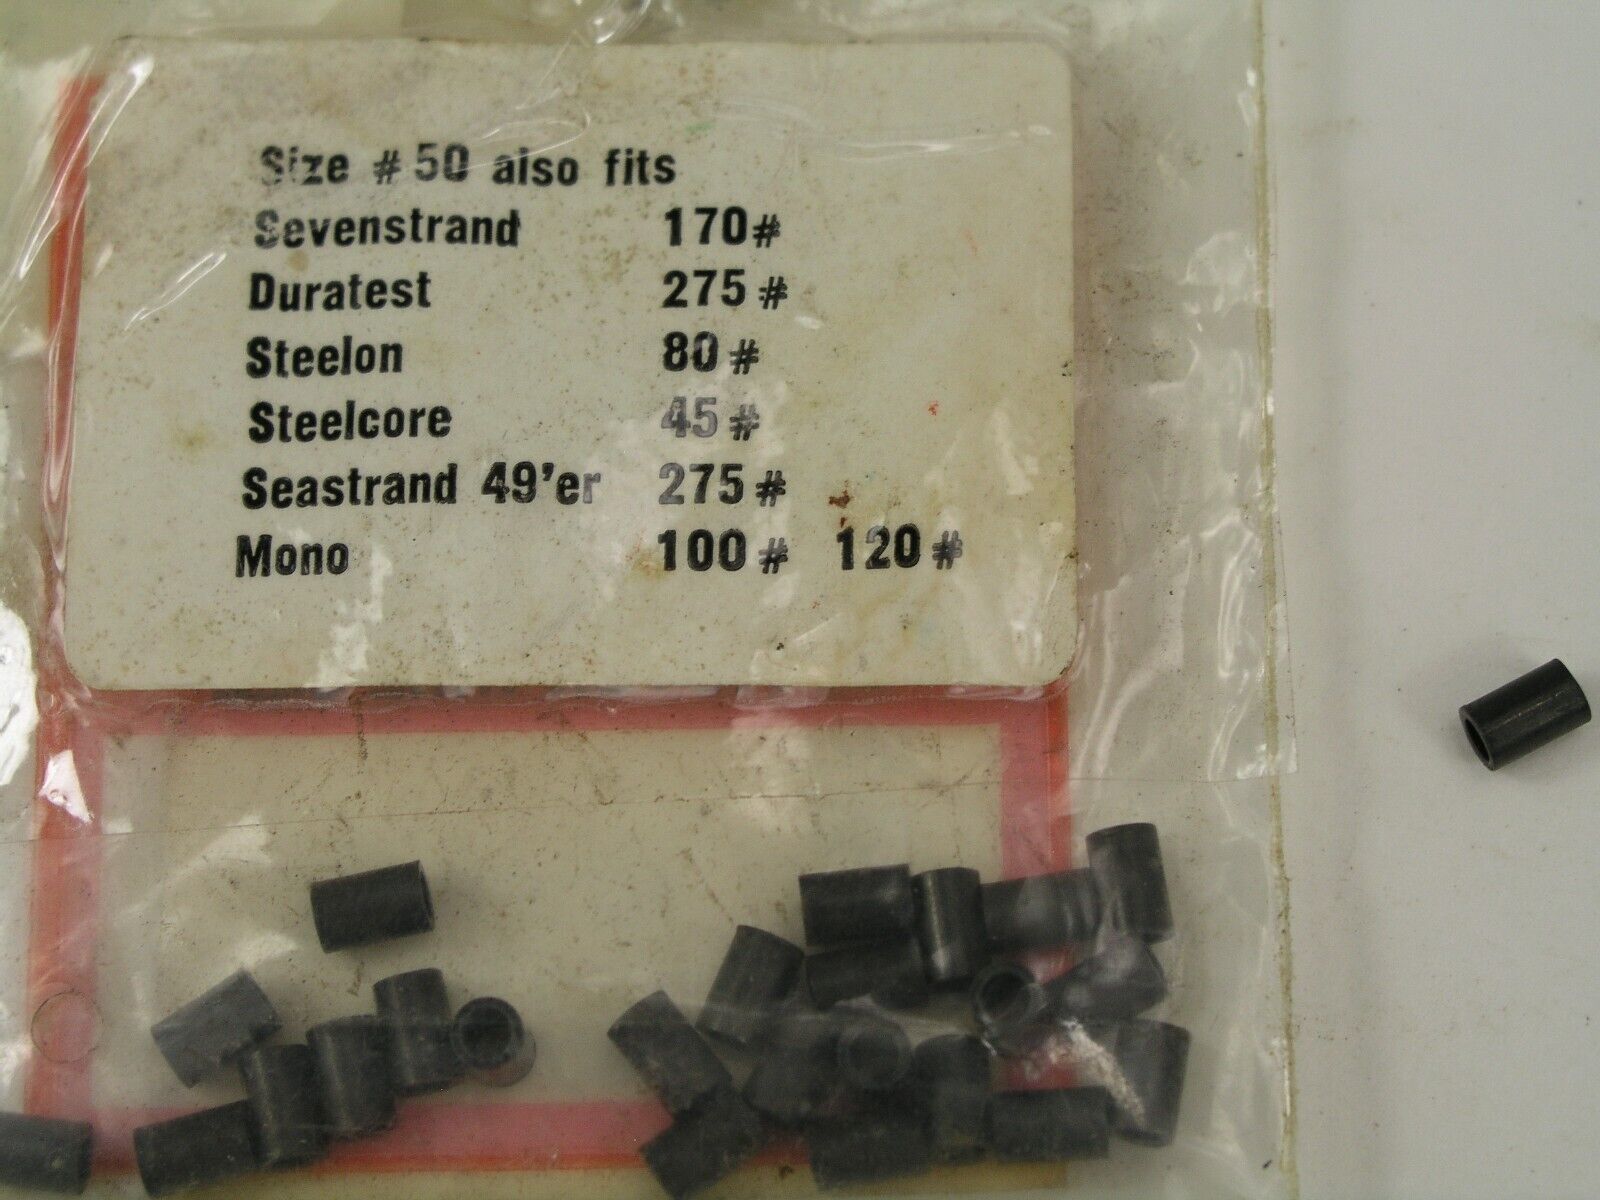 Size # 50 also fits
Sevenstrand 170#
Duratest 275#
Steelon 80#
Steelcore 45#
Seastrand 49'er 275#
Mono 100# 120#